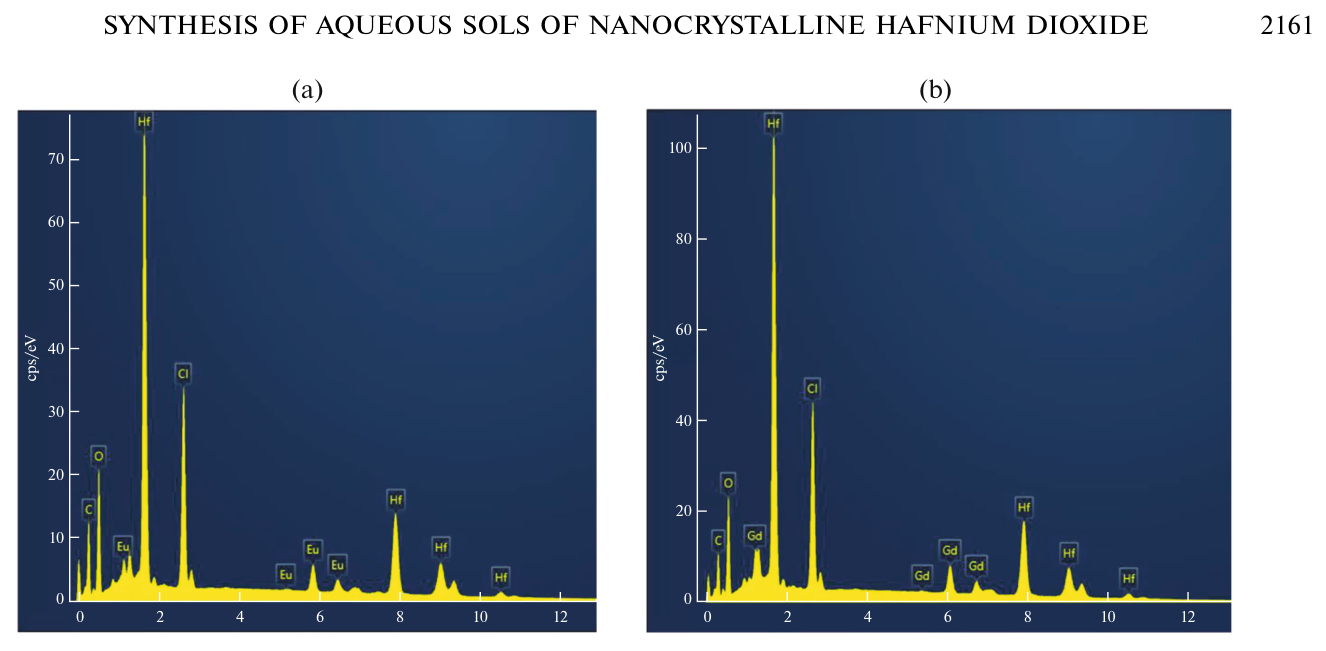 SYNTHESIS OF AQUEOUS SOLS OF NANOCRYSTALLINE HAFNIUM DIOXIDE 2161
(a)
Hf
70
60
50
cps/eV
40
Cl
30
O
20
C
Hf
10
Eu
Eu
Eu
Eu
Hf
Hf
0
0 2 4 6 8 10 12
(b)
Hf
100
80
60
cps/eV
Cl
40
O
20
C
Gd
Gd
Gd
Gd
Hf
Hf
Hf
0
0 2 4 6 8 10 12